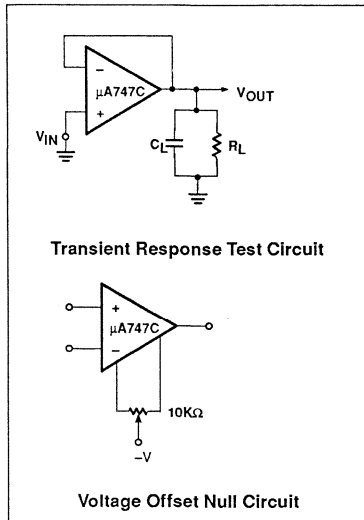 −
μA747C
+
VOUT
VIN
CL
RL
Transient Response Test Circuit
+
μA747C
−
10KΩ
−V
Voltage Offset Null Circuit